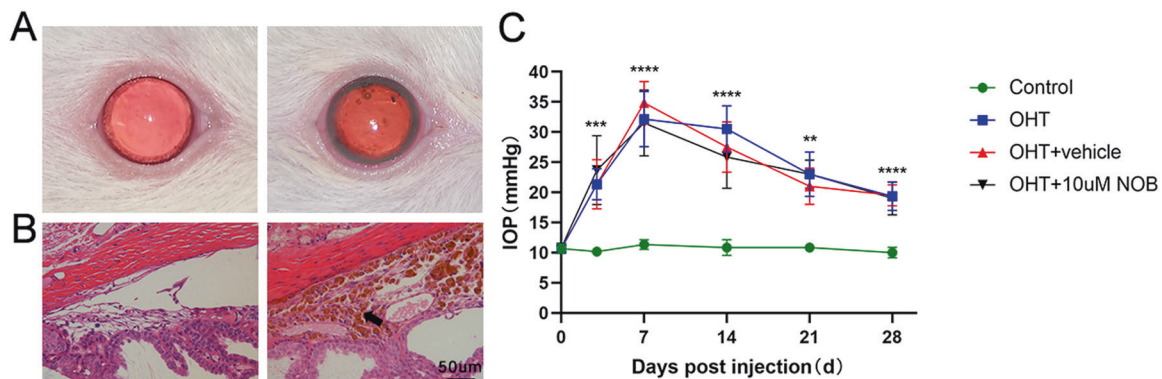 A
B
50um
C
IOP(mmHg)
40
35
30
25
20
15
10
5
0
***
****
****
**
****
0 7 14 21 28
Days post injection(d)
Control
OHT
OHT+vehicle
OHT+10uM NOB